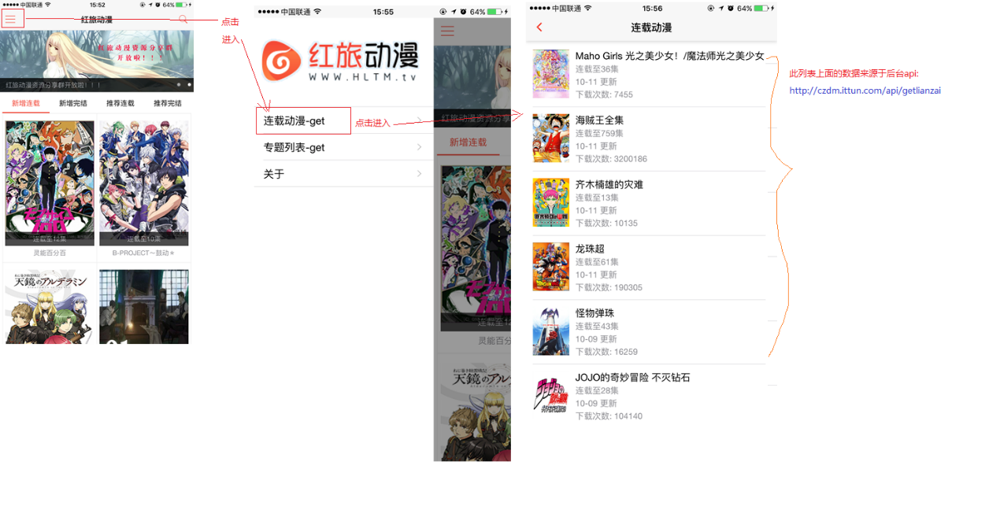 中国联通 15:52 64%
红旅动漫
红旅动漫资源分享群
开放啦！！！
红旅动漫资源分享群开放啦！！！
新增连载 新增完结 推荐连载 推荐完结
连载至12集 连载至10集
灵能百分百 B-PROJECT～鼓动＊
天鏡のアルデラミン
点击
进入
中国联通 15:55 64%
红旅动漫
WWW.HLTM.tv
连载动漫-get
点击进入
专题列表-get
关于
红旅动漫资源分享
新增连载
连载至12
灵能百分
天鏡のアルデ
中国联通 15:56 64%
连载动漫
Maho Girls 光之美少女！/魔法师光之美少女
连载至36集
10-11 更新
下载次数: 7455
海贼王全集
连载至759集
10-11 更新
下载次数: 3200186
齐木楠雄的灾难
连载至13集
10-11 更新
下载次数: 10135
龙珠超
连载至61集
10-11 更新
下载次数: 190305
怪物弹珠
连载至43集
10-09 更新
下载次数: 16259
JOJO的奇妙冒险 不灭钻石
连载至28集
10-09 更新
下载次数: 104140
此列表上面的数据来源于后台api:
http://czdm.ittun.com/api/getlianzai